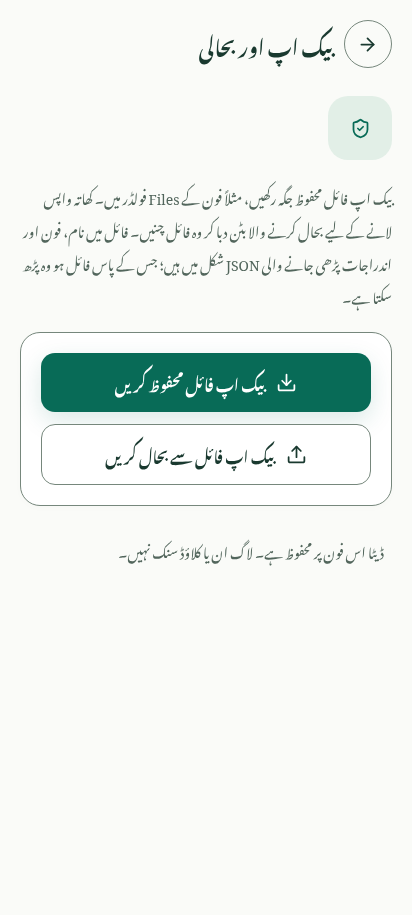 بیک اپ اور بحالی
بیک اپ فائل محفوظ جگہ رکھیں، مثلاً فون کے Files فولڈر میں۔ کھاتہ واپس
لانے کے لیے بحال کرنے والا بٹن دبا کر وہ فائل چنیں۔ فائل میں نام، فون اور
اندراجات پڑھی جانے والی JSON شکل میں ہیں؛ جس کے پاس فائل ہو وہ پڑھ
سکتا ہے۔
بیک اپ فائل محفوظ کریں
بیک اپ فائل سے بحال کریں
ڈیٹا اس فون پر محفوظ ہے۔ لاگ ان یا کلاؤڈ سنک نہیں۔